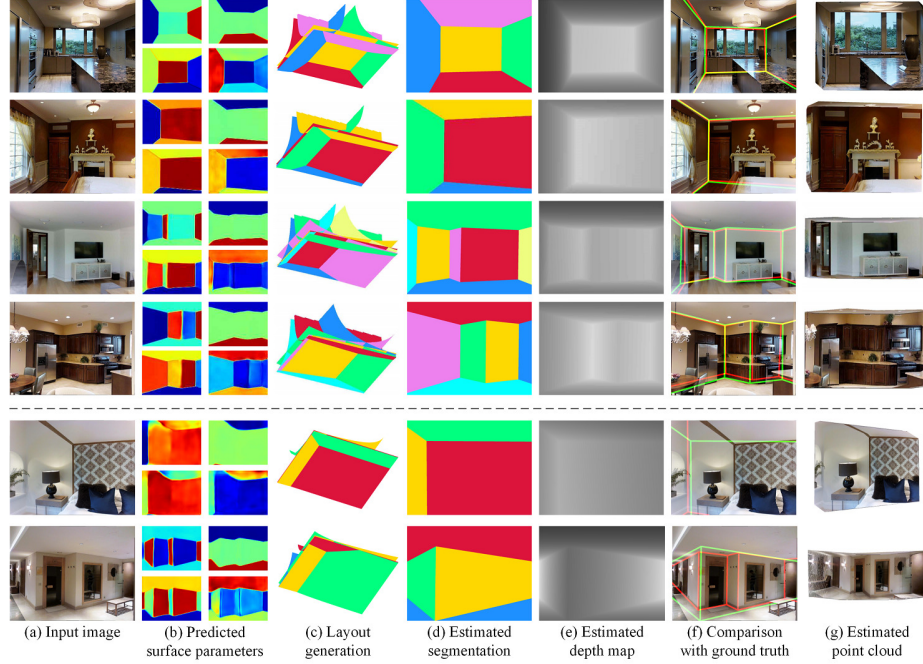 (a) Input image
(b) Predicted
surface parameters
(c) Layout
generation
(d) Estimated
segmentation
(e) Estimated
depth map
(f) Comparison
with ground truth
(g) Estimated
point cloud